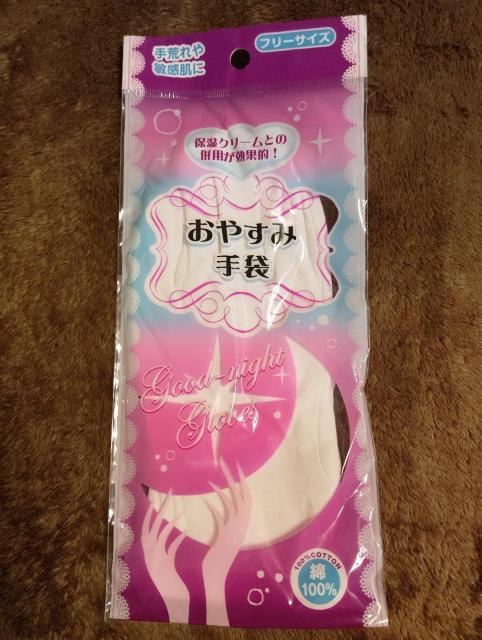 手荒れや
敏感肌に
フリーサイズ
保湿クリームとの
併用が効果的！
おやすみ
手袋
Good-night
Gloves
100%COTTON
綿
100%